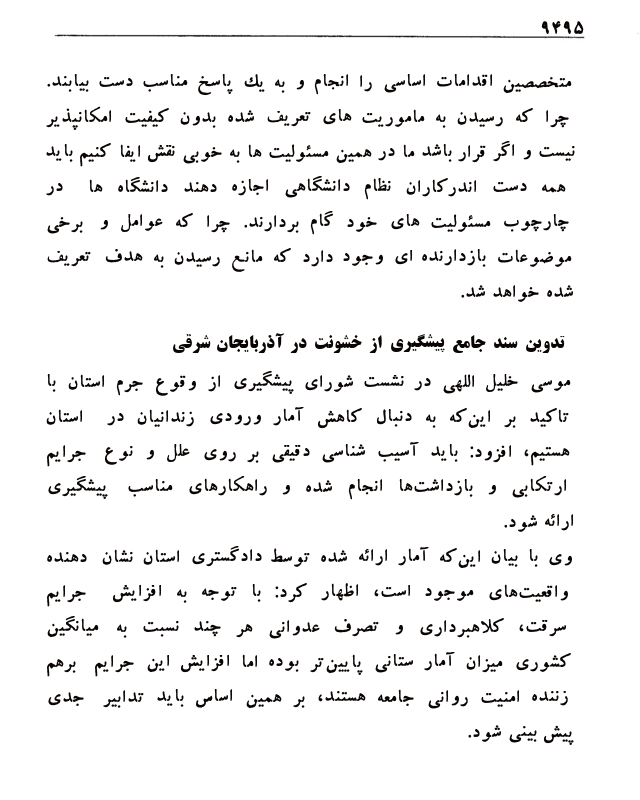 ۹۴۹۵
متخصصین اقدامات اساسی را انجام و به یك پاسخ مناسب دست بیابند.
چرا که رسیدن به ماموریت های تعریف شده بدون کیفیت امکانپذیر
نیست و اگر قرار باشد ما در همین مسئولیت ها به خوبی نقش ایفا کنیم باید
همه دست اندرکاران نظام دانشگاهی اجازه دهند دانشگاه ها در
چارچوب مسئولیت های خود گام بردارند. چرا که عوامل و برخی
موضوعات بازدارنده ای وجود دارد که مانع رسیدن به هدف تعریف
شده خواهد شد.
تدوین سند جامع پیشگیری از خشونت در آذربایجان شرقی
موسی خلیل اللهی در نشست شورای پیشگیری از وقوع جرم استان با
تاکید بر این‌که به دنبال کاهش آمار ورودی زندانیان در استان
هستیم، افزود: باید آسیب شناسی دقیقی بر روی علل و نوع جرایم
ارتکابی و بازداشت‌ها انجام شده و راهکارهای مناسب پیشگیری
ارائه شود.
وی با بیان این‌که آمار ارائه شده توسط دادگستری استان نشان دهنده
واقعیت‌های موجود است، اظهار کرد: با توجه به افزایش جرایم
سرقت، کلاهبرداری و تصرف عدوانی هر چند نسبت به میانگین
کشوری میزان آمار ستانی پایین‌تر بوده اما افزایش این جرایم برهم
زننده امنیت روانی جامعه هستند، بر همین اساس باید تدابیر جدی
پیش بینی شود.